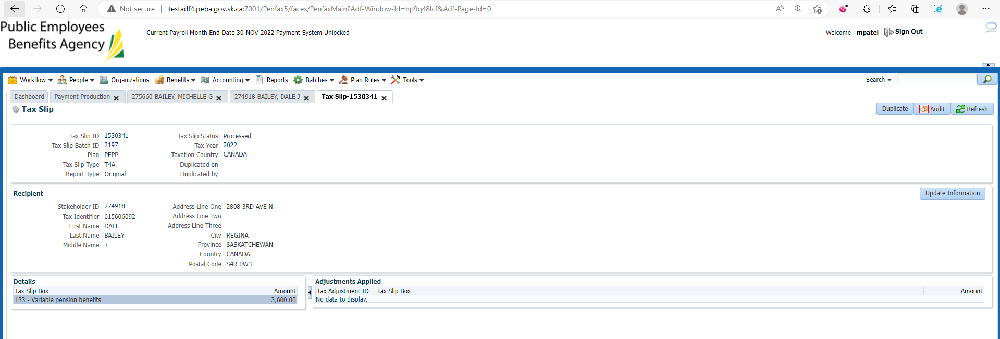 Not secure | testadf4.peba.gov.sk.ca:7001/Penfax5/faces/PenfaxMain?Adf-Window-Id=hp9q48lcf&Adf-Page-Id=0
Public Employees
Benefits Agency
Current Payroll Month End Date 30-NOV-2022 Payment System Unlocked
Welcome mpatel Sign Out
Workflow People Organizations Benefits Accounting Reports Batches Plan Rules Tools Search
Dashboard Payment Production 275660-BAILEY, MICHELLE G 274918-BAILEY, DALE J Tax Slip-1530341
Tax Slip Duplicate Audit Refresh
Tax Slip ID 1530341 Tax Slip Status Processed
Tax Slip Batch ID 2197 Tax Year 2022
Plan PEPP Taxation Country CANADA
Tax Slip Type T4A Duplicated on
Report Type Original Duplicated by
Recipient Update Information
Stakeholder ID 274918 Address Line One 2808 3RD AVE N
Tax Identifier 615606092 Address Line Two
First Name DALE Address Line Three
Last Name BAILEY City REGINA
Middle Name J Province SASKATCHEWAN
Country CANADA
Postal Code S4R 0W3
Details Adjustments Applied
Tax Slip Box Amount Tax Adjustment ID Tax Slip Box Amount
133 - Variable pension benefits 3,600.00 No data to display.